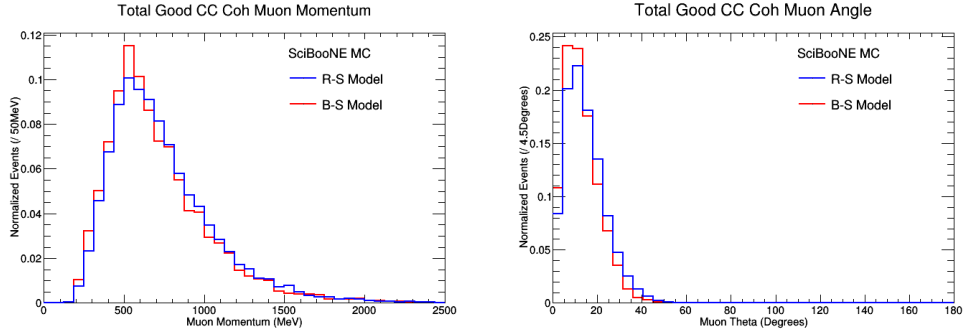 Total Good CC Coh Muon Momentum
Normalized Events (/ 50MeV)
0.12
0.1
0.08
0.06
0.04
0.02
0
SciBooNE MC
R-S Model
B-S Model
0 500 1000 1500 2000 2500
Muon Momentum (MeV)
Total Good CC Coh Muon Angle
Normalized Events (/ 4.5Degrees)
0.25
0.2
0.15
0.1
0.05
0
SciBooNE MC
R-S Model
B-S Model
0 20 40 60 80 100 120 140 160 180
Muon Theta (Degrees)